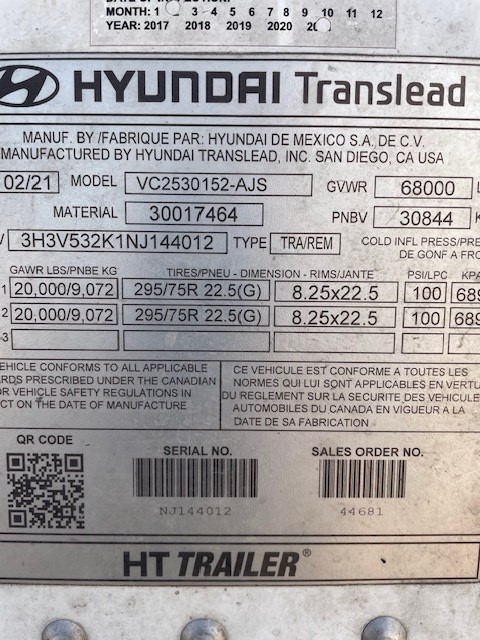 MONTH: 1 3 4 5 6 7 8 9 10 11 12
YEAR: 2017 2018 2019 2020
HYUNDAI Translead
MANUF. BY /FABRIQUE PAR: HYUNDAI DE MEXICO S.A. DE C.V.
MANUFACTURED BY HYUNDAI TRANSLEAD, INC. SAN DIEGO, CA USA
02/21 MODEL VC2530152-AJS GVWR 68000 L
MATERIAL 30017464 PNBV 30844 K
3H3V532K1NJ144012 TYPE TRA/REM COLD INFL PRESS/PRE
DE GONF A FRO
GAWR LBS/PNBE KG TIRES/PNEU - DIMENSION - RIMS/JANTE PSI/LPC KPA
1 20,000/9,072 295/75R 22.5(G) 8.25x22.5 100 689
2 20,000/9,072 295/75R 22.5(G) 8.25x22.5 100 689
-3
EHICLE CONFORMS TO ALL APPLICABLE
ARDS PRESCRIBED UNDER THE CANADIAN
OR VEHICLE SAFETY REGULATIONS IN
CT ON THE DATE OF MANUFACTURE
CE VEHICULE EST CONFORME A TOUTES LES
NORMES QUI LUI SONT APPLICABLES EN VERTU
DU REGLEMENT SUR LA SECURITE DES VEHICULE
AUTOMOBILES DU CANADA EN VIGUEUR A LA
DATE DE SA FABRICATION
QR CODE
SERIAL NO.
NJ144012
SALES ORDER NO.
44681
HT TRAILER®